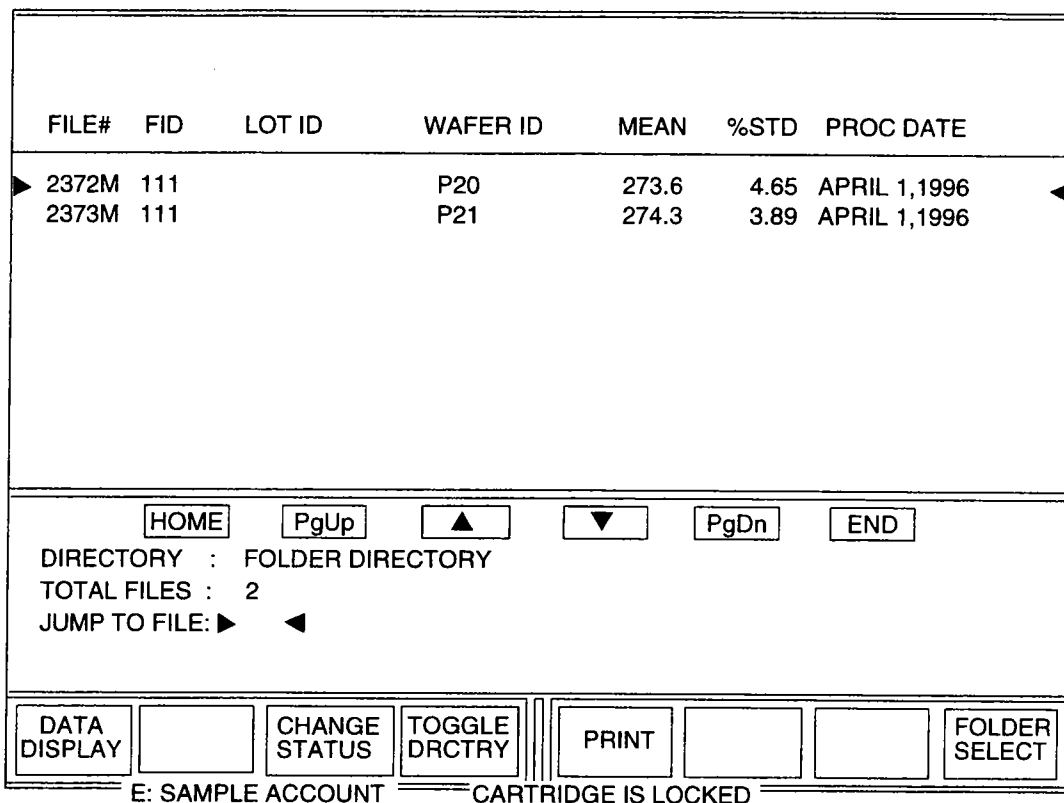 FILE# FID LOT ID WAFER ID MEAN %STD PROC DATE
2372M 111 P20 273.6 4.65 APRIL 1,1996
2373M 111 P21 274.3 3.89 APRIL 1,1996
HOME PgUp PgDn END
DIRECTORY : FOLDER DIRECTORY
TOTAL FILES : 2
JUMP TO FILE:
DATA DISPLAY
CHANGE STATUS
TOGGLE DRCTRY
PRINT
FOLDER SELECT
E: SAMPLE ACCOUNT CARTRIDGE IS LOCKED